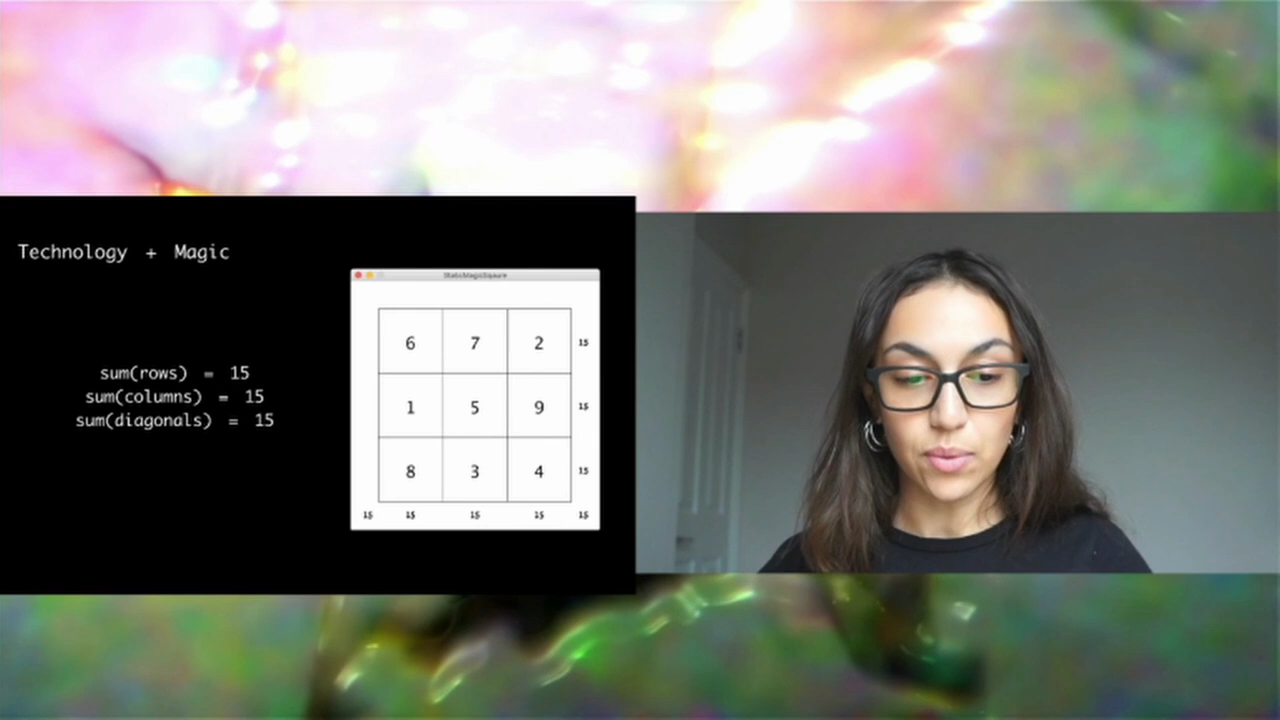 Technology + Magic
StaticMagicSqaure
6 7 2 15
sum(rows) = 15
sum(columns) = 15
1 5 9 15
sum(diagonals) = 15
8 3 4 15
15 15 15 15 15